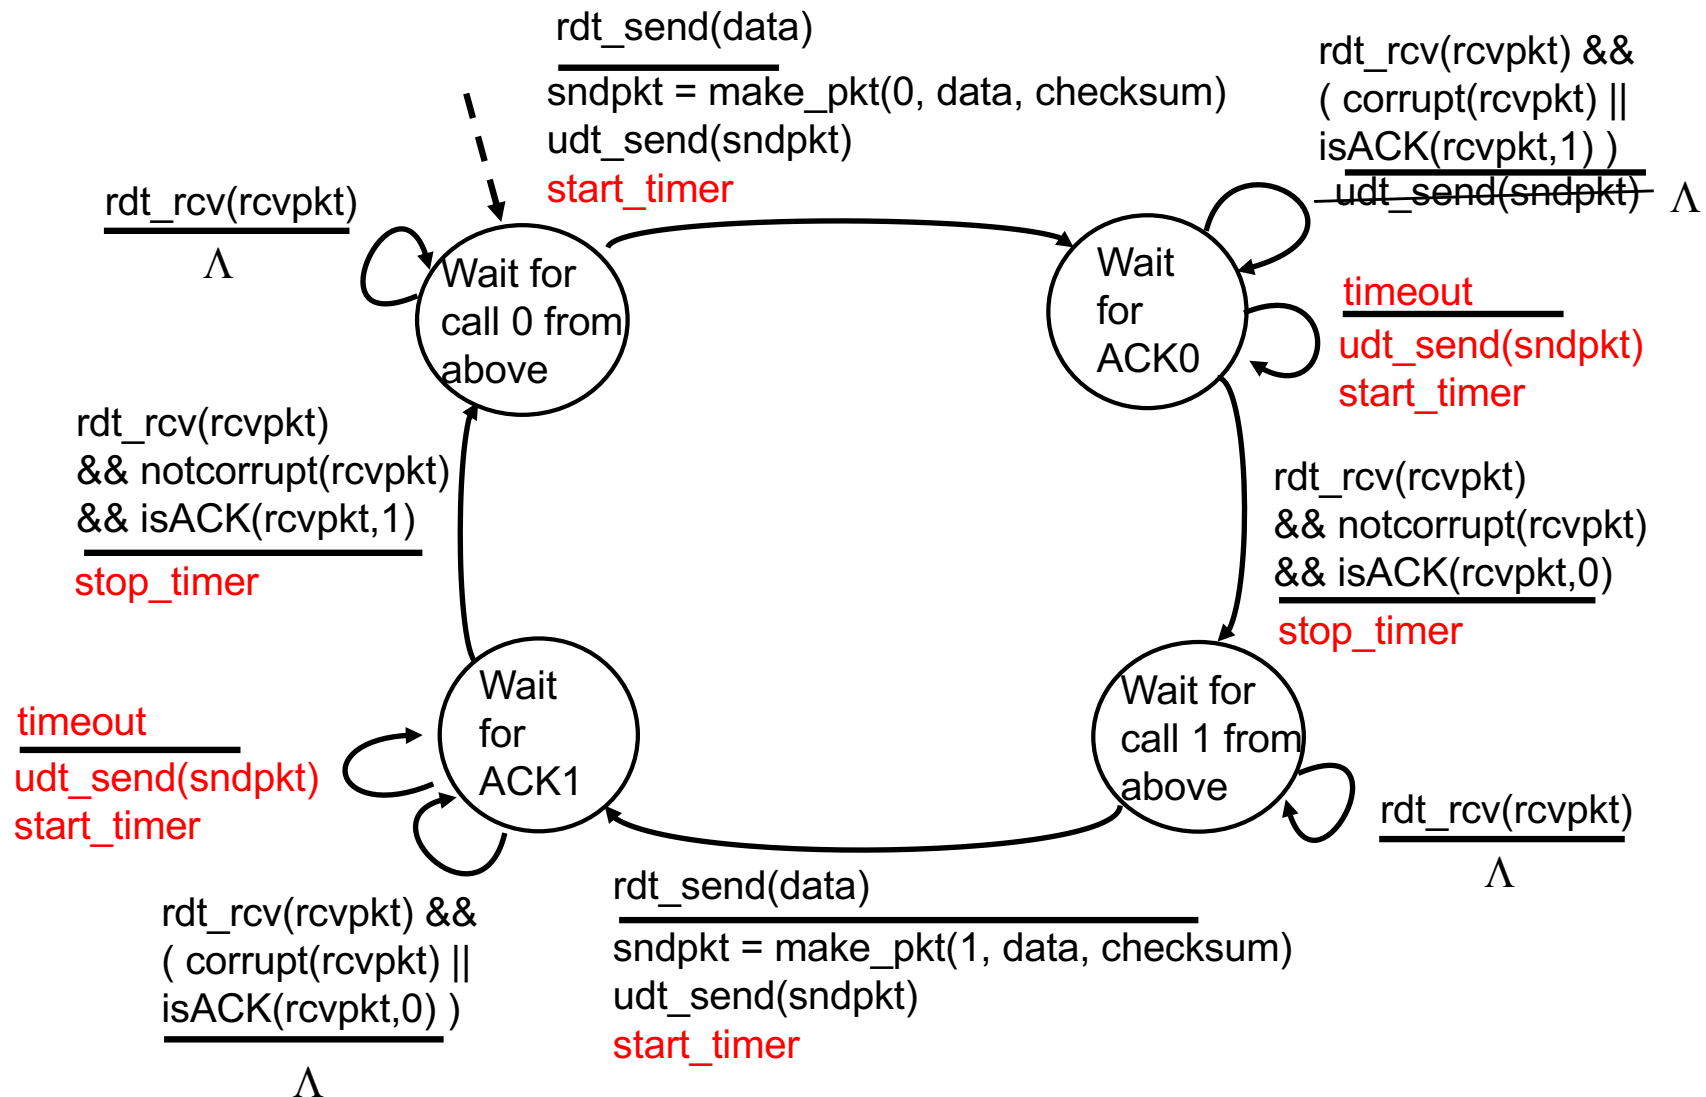 rdt_send(data)
sndpkt = make_pkt(0, data, checksum)
udt_send(sndpkt)
start_timer
rdt_rcv(rcvpkt) &&
( corrupt(rcvpkt) ||
isACK(rcvpkt,1) )
udt_send(sndpkt)
Λ
rdt_rcv(rcvpkt)
Λ
Wait for
call 0 from
above
Wait
for
ACK0
timeout
udt_send(sndpkt)
start_timer
rdt_rcv(rcvpkt)
&& notcorrupt(rcvpkt)
&& isACK(rcvpkt,1)
stop_timer
rdt_rcv(rcvpkt)
&& notcorrupt(rcvpkt)
&& isACK(rcvpkt,0)
stop_timer
timeout
udt_send(sndpkt)
start_timer
Wait
for
ACK1
Wait for
call 1 from
above
rdt_rcv(rcvpkt)
Λ
rdt_rcv(rcvpkt) &&
( corrupt(rcvpkt) ||
isACK(rcvpkt,0) )
Λ
rdt_send(data)
sndpkt = make_pkt(1, data, checksum)
udt_send(sndpkt)
start_timer